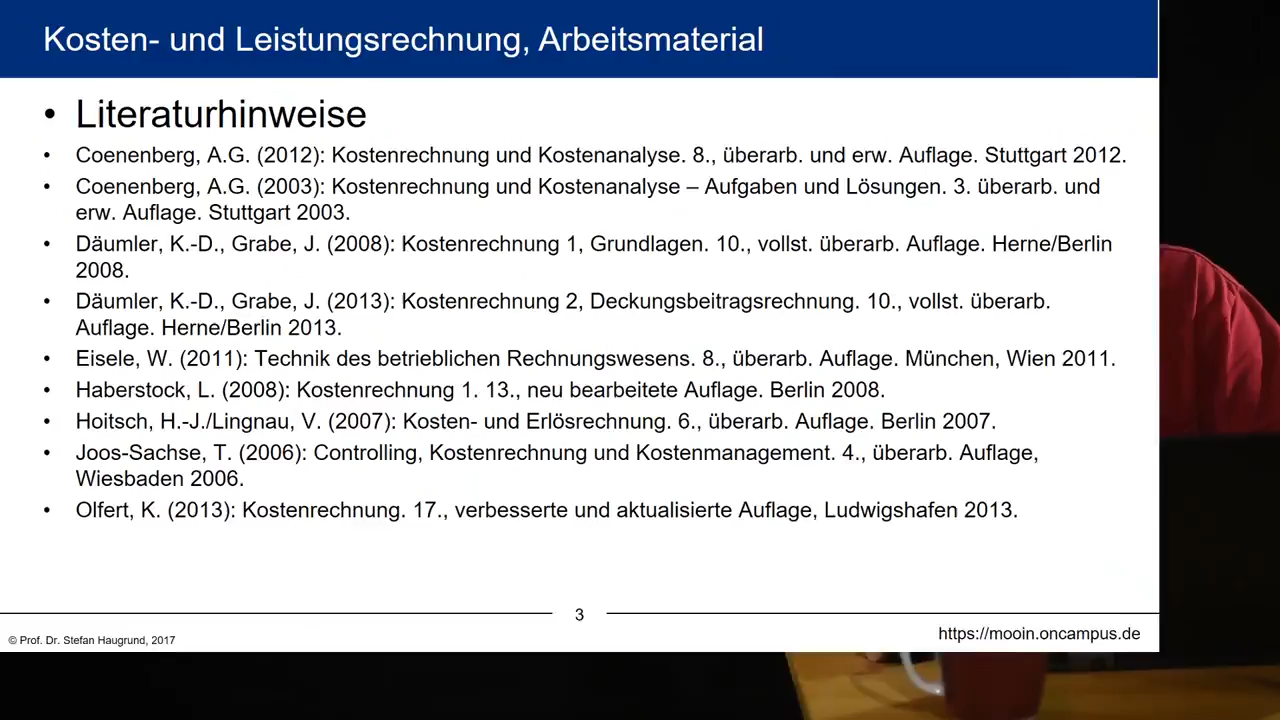 Kosten- und Leistungsrechnung, Arbeitsmaterial
• Literaturhinweise
• Coenenberg, A.G. (2012): Kostenrechnung und Kostenanalyse. 8., überarb. und erw. Auflage. Stuttgart 2012.
• Coenenberg, A.G. (2003): Kostenrechnung und Kostenanalyse – Aufgaben und Lösungen. 3. überarb. und
erw. Auflage. Stuttgart 2003.
• Däumler, K.-D., Grabe, J. (2008): Kostenrechnung 1, Grundlagen. 10., vollst. überarb. Auflage. Herne/Berlin
2008.
• Däumler, K.-D., Grabe, J. (2013): Kostenrechnung 2, Deckungsbeitragsrechnung. 10., vollst. überarb.
Auflage. Herne/Berlin 2013.
• Eisele, W. (2011): Technik des betrieblichen Rechnungswesens. 8., überarb. Auflage. München, Wien 2011.
• Haberstock, L. (2008): Kostenrechnung 1. 13., neu bearbeitete Auflage. Berlin 2008.
• Hoitsch, H.-J./Lingnau, V. (2007): Kosten- und Erlösrechnung. 6., überarb. Auflage. Berlin 2007.
• Joos-Sachse, T. (2006): Controlling, Kostenrechnung und Kostenmanagement. 4., überarb. Auflage,
Wiesbaden 2006.
• Olfert, K. (2013): Kostenrechnung. 17., verbesserte und aktualisierte Auflage, Ludwigshafen 2013.
3
© Prof. Dr. Stefan Haugrund, 2017
https://mooin.oncampus.de